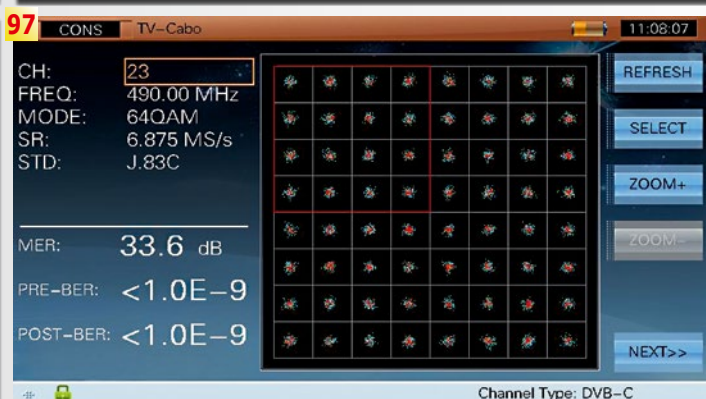 97
CONS TV-Cabo 11:08:07
CH: 23
FREQ: 490.00 MHz
MODE: 64QAM
SR: 6.875 MS/s
STD: J.83C
MER: 33.6 dB
PRE-BER: <1.0E-9
POST-BER: <1.0E-9
REFRESH
SELECT
ZOOM+
ZOOM-
NEXT>>
Channel Type: DVB-C